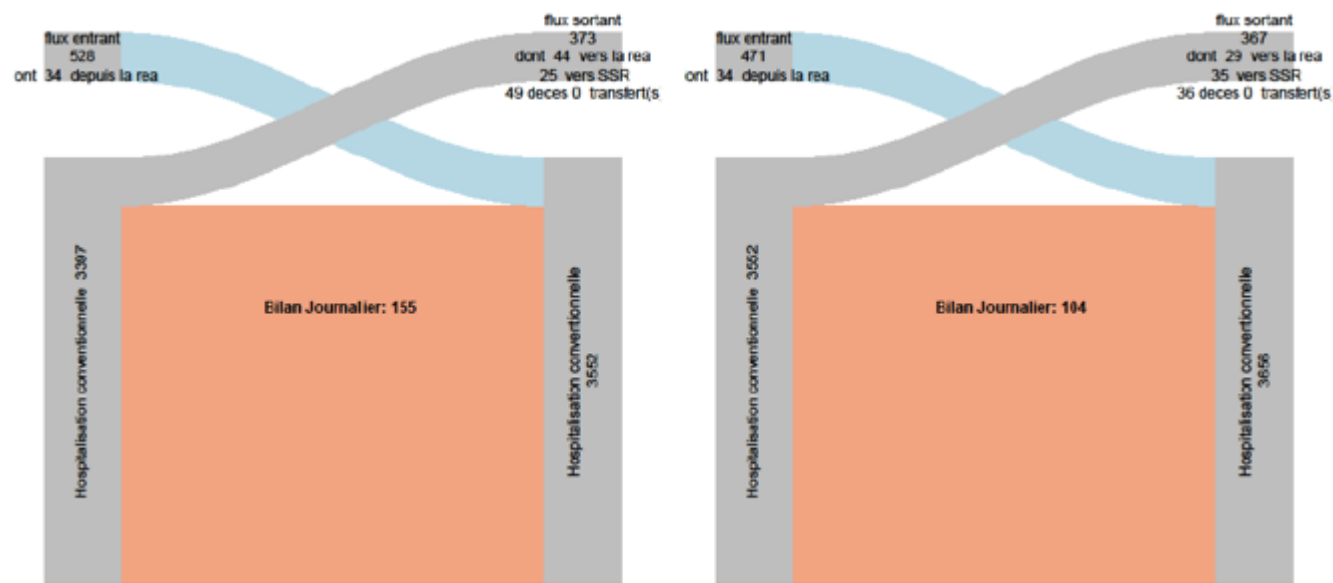 flux entrant
528
ont 34 depuis la rea
flux sortant
373
dont 44 vers la rea
25 vers SSR
49 deces 0 transfert(s
Hospitalisation conventionnelle 3397
Bilan Journalier: 155
Hospitalisation conventionnelle
3552
flux entrant
471
ont 34 depuis la rea
flux sortant
367
dont 29 vers la rea
35 vers SSR
36 deces 0 transfert(s
Hospitalisation conventionnelle 3552
Bilan Journalier: 104
Hospitalisation conventionnelle
3656